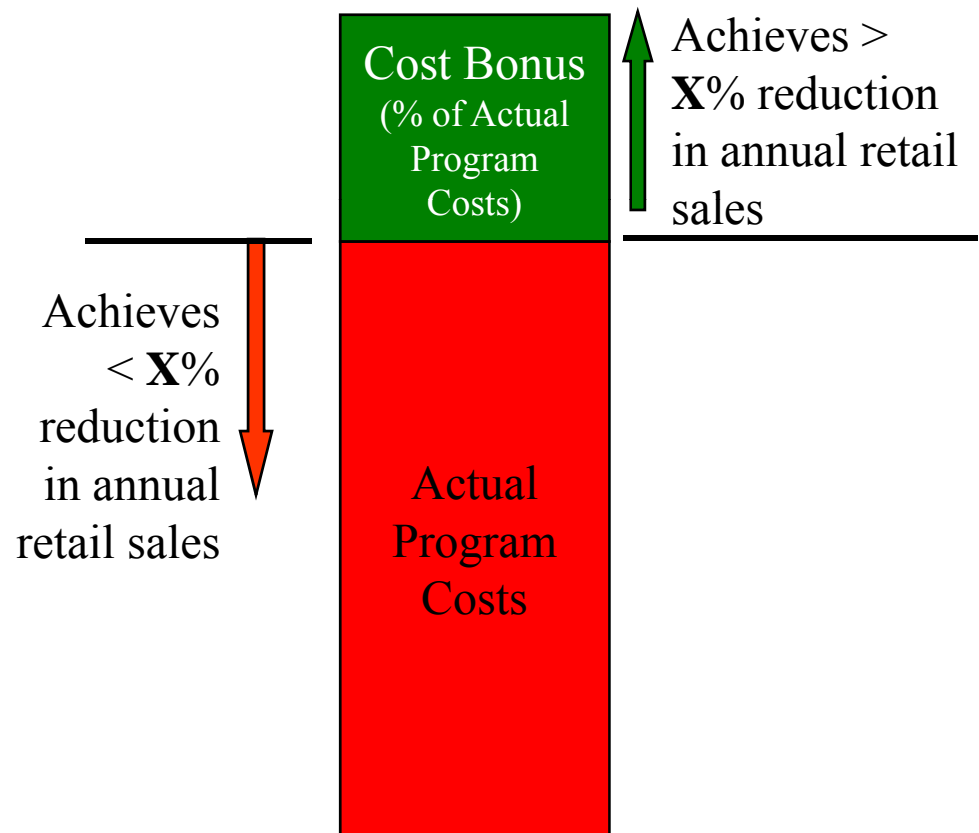 Cost Bonus
(% of Actual
Program
Costs)
Achieves >
X% reduction
in annual retail
sales
Achieves
< X%
reduction
in annual
retail sales
Actual
Program
Costs